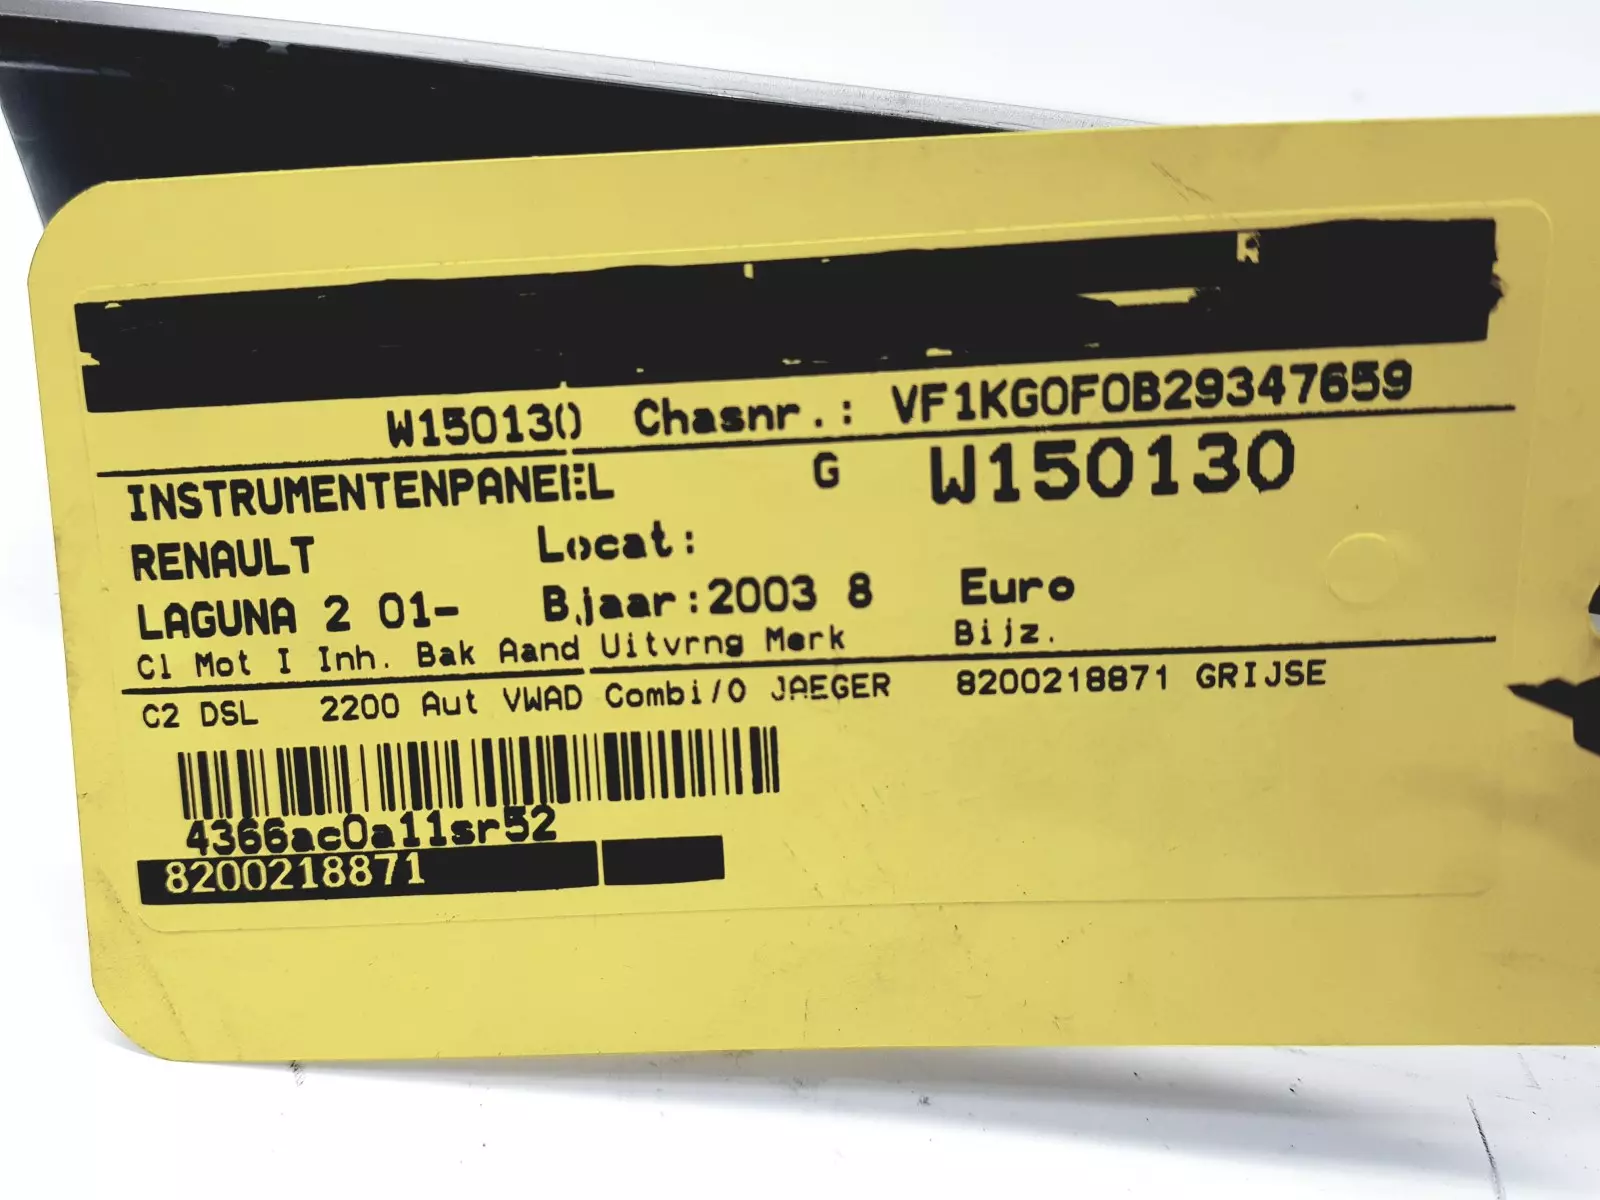 R
W150130 Chasnr.: VF1KG0F0B29347659
INSTRUMENTENPANEEL G W150130
RENAULT Locat:
LAGUNA 2 01- Bjaar:2003 8 Euro
Cl Mot I Inh. Bak Aand Uitvrng Merk Bijz.
C2 DSL 2200 Aut VWAD Combi/O JAEGER 8200218871 GRIJSE
4366ac0a11sr52
8200218871